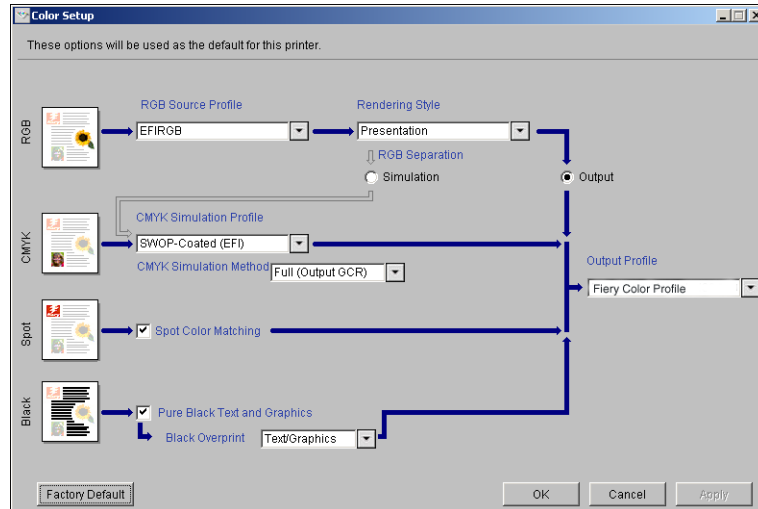 Color Setup
These options will be used as the default for this printer.
RGB Source Profile
Rendering Style
RGB
EFIRGB
Presentation
RGB Separation
Simulation
Output
CMYK Simulation Profile
CMYK
SWOP-Coated (EFI)
Output Profile
CMYK Simulation Method
Full (Output GCR)
Fiery Color Profile
Spot
Spot Color Matching
Black
Pure Black Text and Graphics
Black Overprint
Text/Graphics
Factory Default
OK
Cancel
Apply